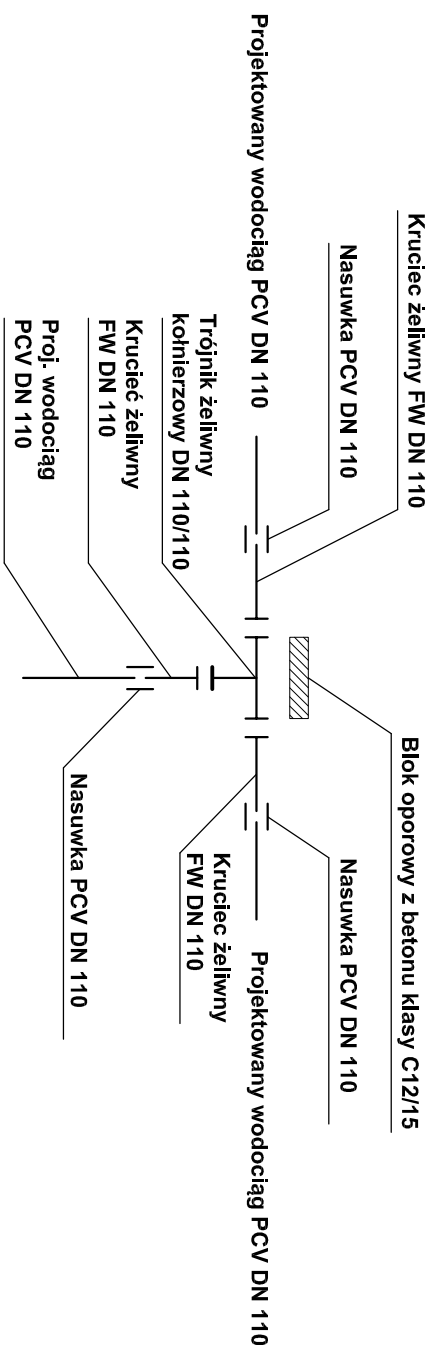 Kruciec żeliwny FW DN 110
Blok oporowy z betonu klasy C12/15
Nasuwka PCV DN 110
Nasuwka PCV DN 110
Projektowany wodociąg PCV DN 110
Projektowany wodociąg PCV DN 110
Trójnik żeliwny
kołnierzowy DN 110/110
Kruciec żeliwny
FW DN 110
Krucieć żeliwny
FW DN 110
Nasuwka PCV DN 110
Proj. wodociąg
PCV DN 110